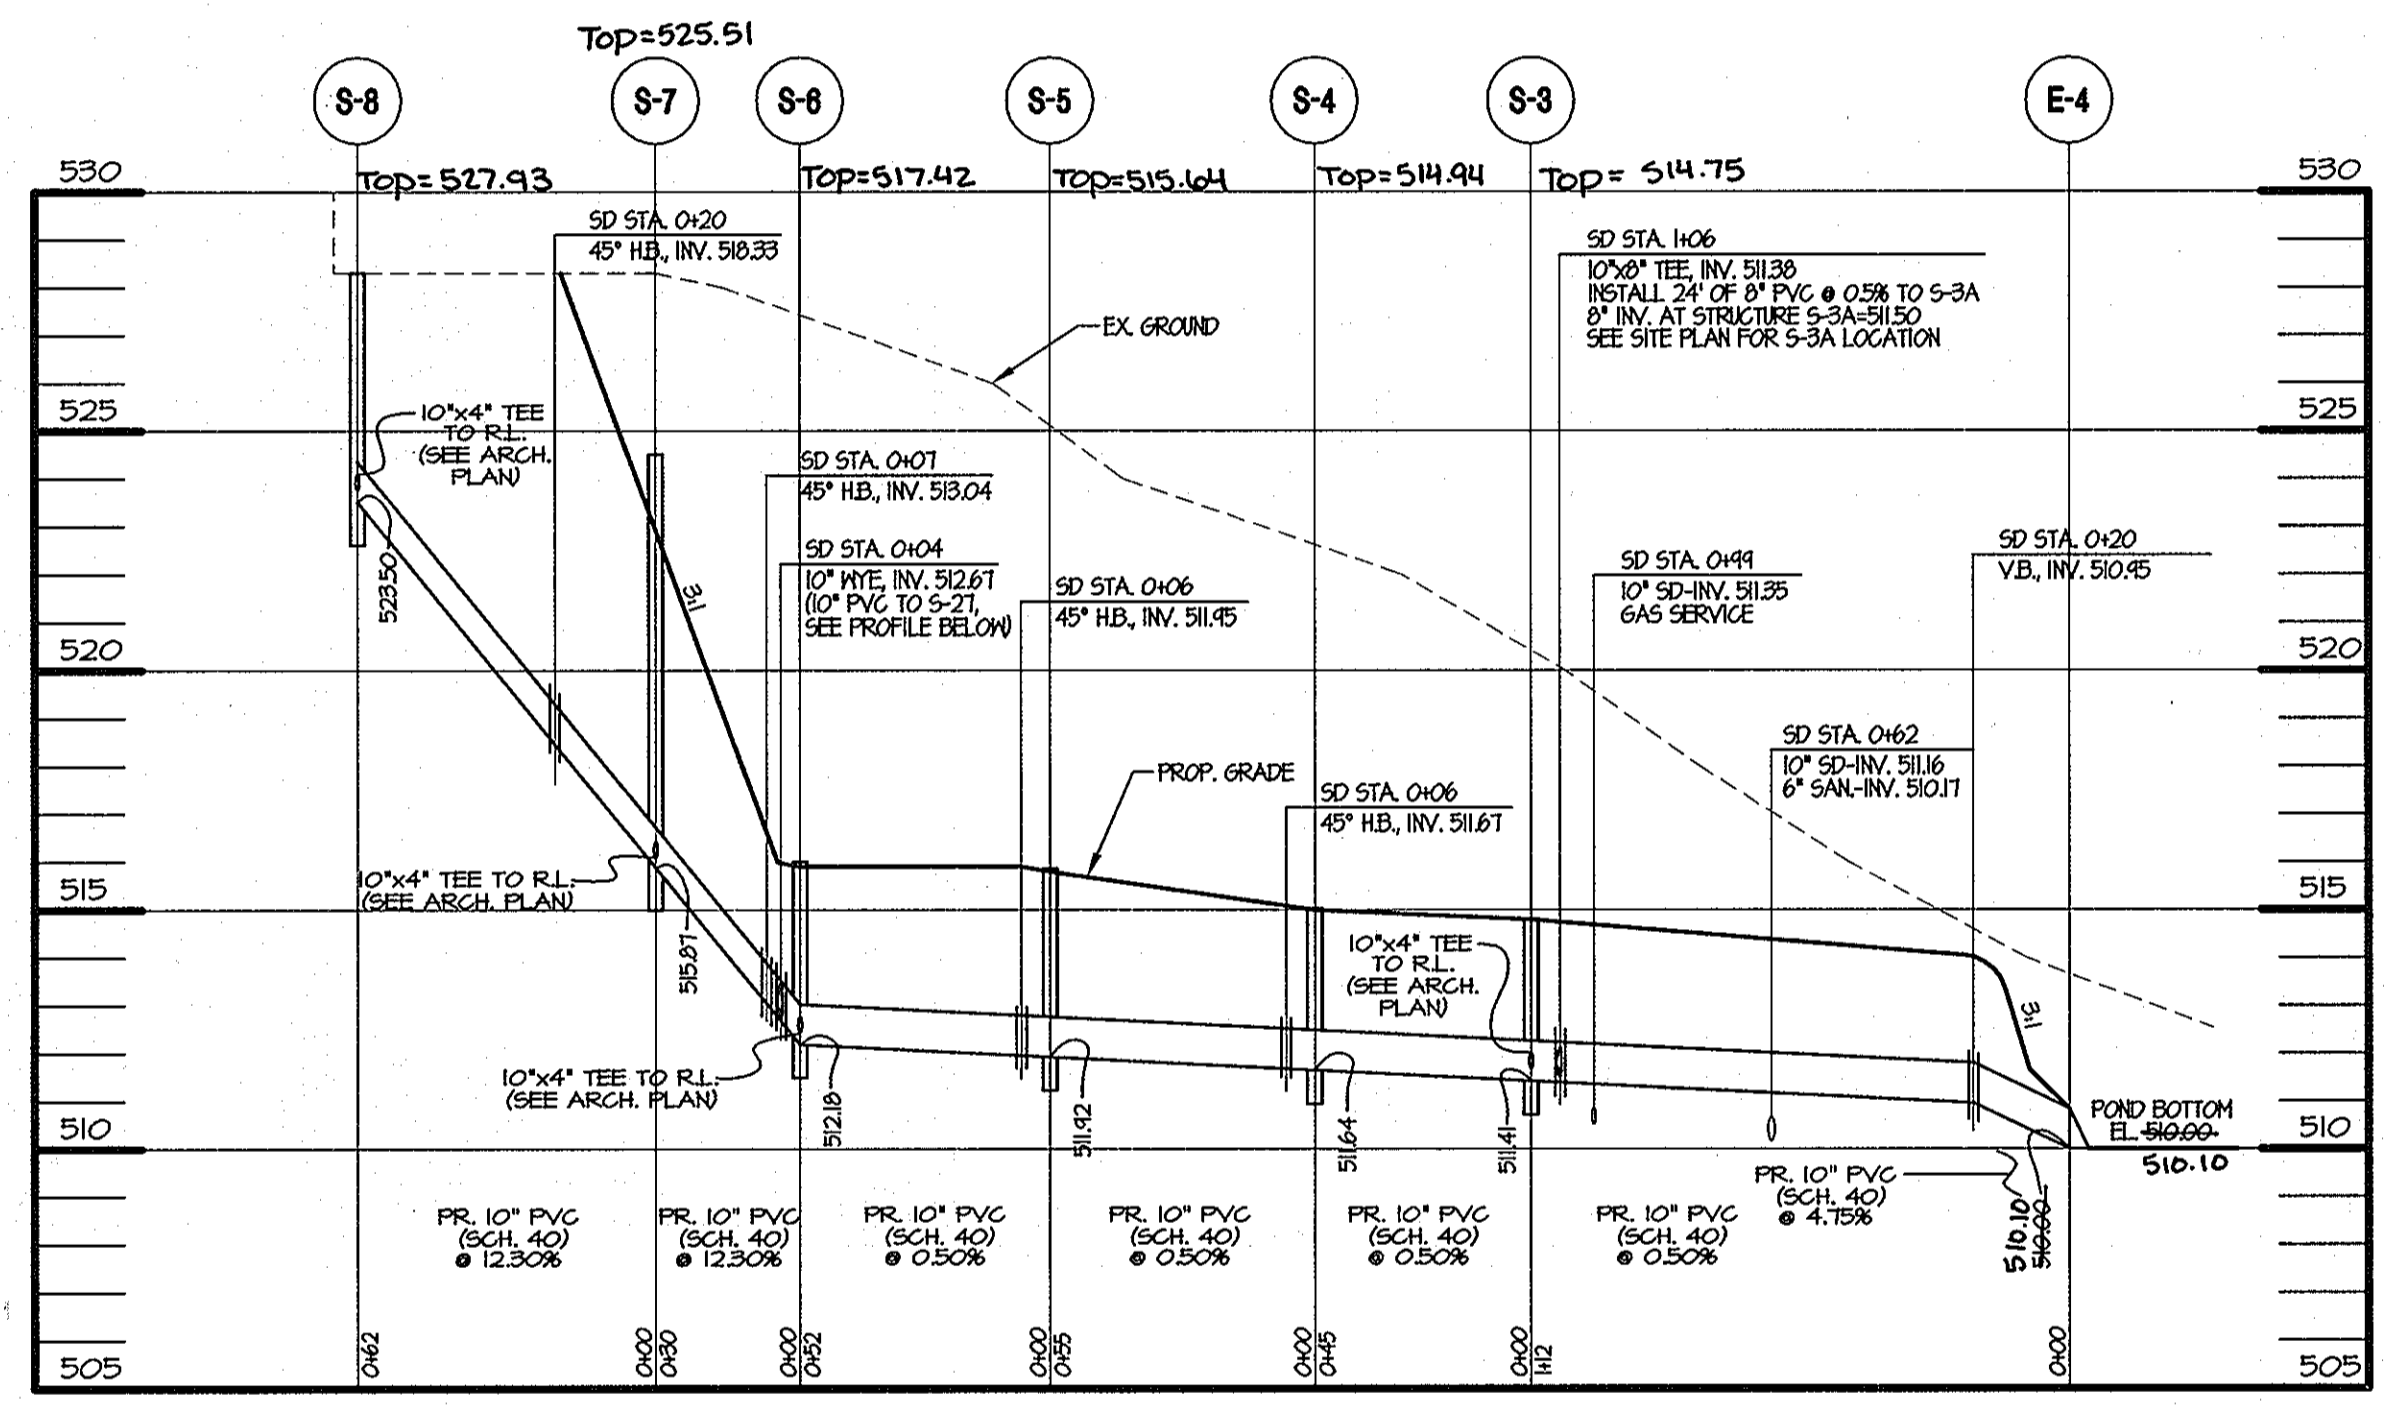 TOP=525.51
S-8
S-7
S-6
S-5
S-4
S-3
E-4
530
TOP=527.93
TOP=517.42
TOP=515.64
TOP=514.94
TOP= 514.75
530
SD STA. 0+20
45° H.B., INV. 518.33
SD STA. 1+06
10"x8" TEE, INV. 511.38
INSTALL 24' OF 8" PVC @ 0.5% TO S-3A
8" INV. AT STRUCTURE S-3A=511.50
SEE SITE PLAN FOR S-3A LOCATION
EX. GROUND
525
10"x4" TEE
TO R.L.
(SEE ARCH.
PLAN)
525
SD STA. 0+07
45° H.B., INV. 513.04
523.50
SD STA. 0+04
10" WYE, INV. 512.67
(10" PVC TO S-27,
SEE PROFILE BELOW)
3:1
SD STA. 0+06
45° H.B., INV. 511.95
SD STA. 0+99
10" SD-INV. 511.35
GAS SERVICE
SD STA. 0+20
V.B., INV. 510.95
520
520
PROP. GRADE
SD STA. 0+06
45° H.B., INV. 511.67
SD STA. 0+62
10" SD-INV. 511.16
6" SAN.-INV. 510.17
515
10"x4" TEE TO R.L.
(SEE ARCH. PLAN)
515.87
515
10"x4" TEE
TO R.L.
(SEE ARCH.
PLAN)
3:1
10"x4" TEE TO R.L.
(SEE ARCH. PLAN)
512.18
511.92
511.64
511.41
510
POND BOTTOM
EL. 510.00
510.10
510
PR. 10" PVC
(SCH. 40)
@ 12.30%
PR. 10" PVC
(SCH. 40)
@ 12.30%
PR. 10" PVC
(SCH. 40)
@ 0.50%
PR. 10" PVC
(SCH. 40)
@ 0.50%
PR. 10" PVC
(SCH. 40)
@ 0.50%
PR. 10" PVC
(SCH. 40)
@ 0.50%
PR. 10" PVC
(SCH. 40)
@ 4.75%
510.10
510.00
505
0+62
0+00
0+30
0+00
0+52
0+00
0+55
0+00
0+45
0+00
1+12
0+00
505